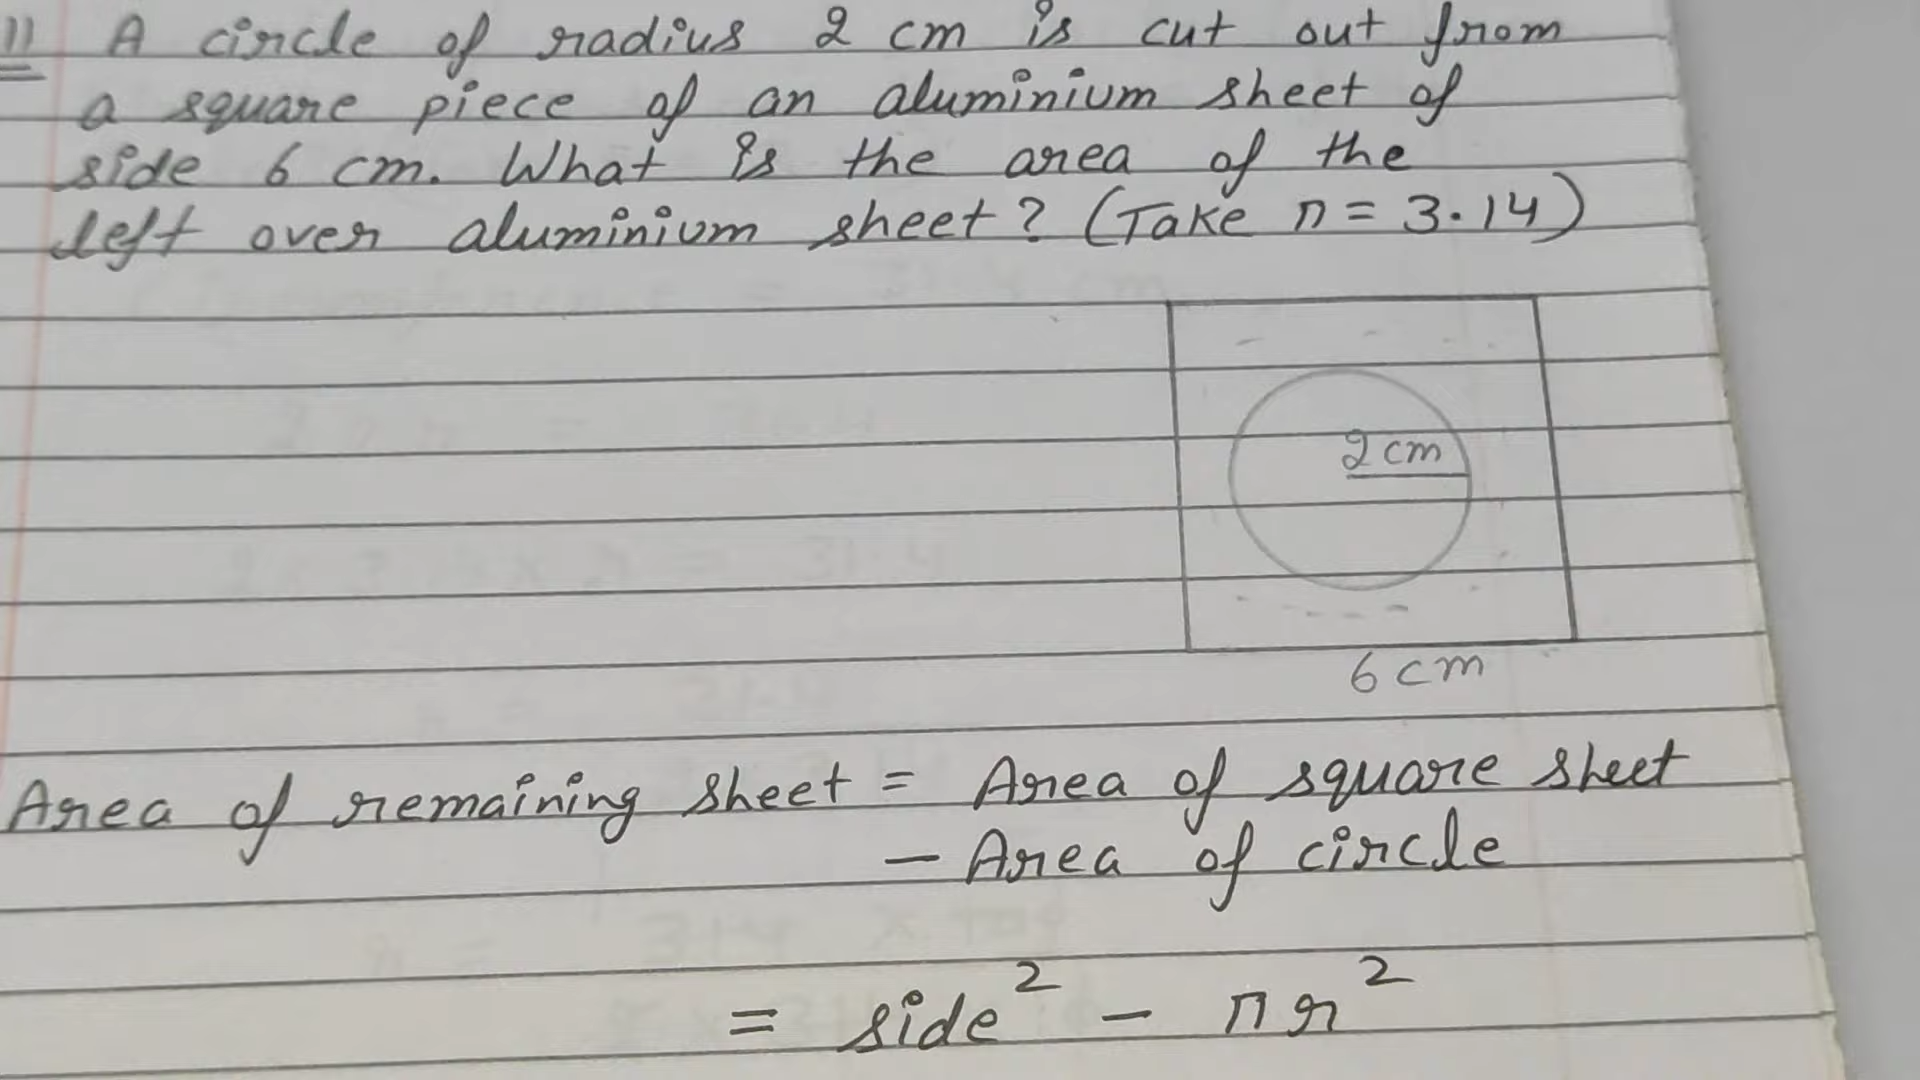 11 A circle of radius 2 cm is cut out from
a square piece of an aluminium sheet of
side 6 cm. What is the area of the
left over aluminium sheet? (Take π = 3.14)
2 cm
6 cm
Area of remaining sheet = Area of square sheet
- Area of circle
= side² - πr²